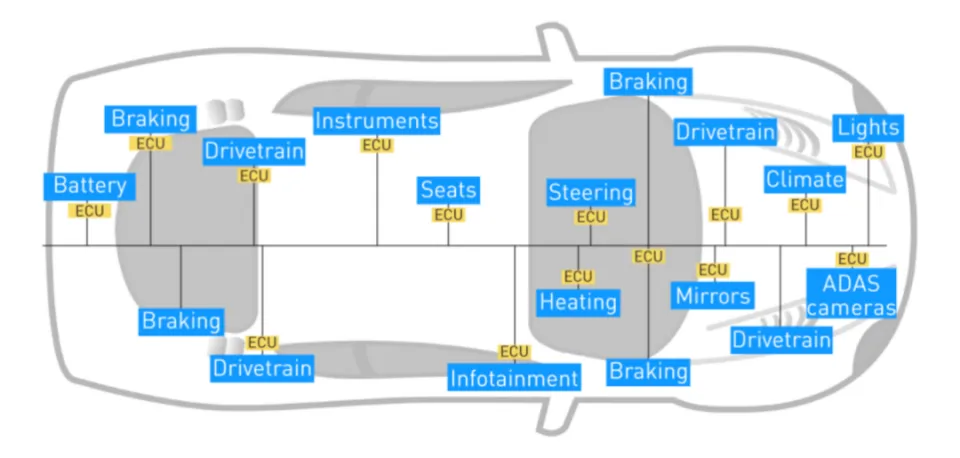 Braking
Braking
ECU
Instruments
ECU
Drivetrain
ECU
Drivetrain
ECU
Lights
ECU
Battery
ECU
Seats
ECU
Steering
ECU
Climate
ECU
ECU
ECU
Heating
ECU
Mirrors
ECU
ADAS
cameras
Braking
Drivetrain
ECU
Drivetrain
ECU
Infotainment
Braking